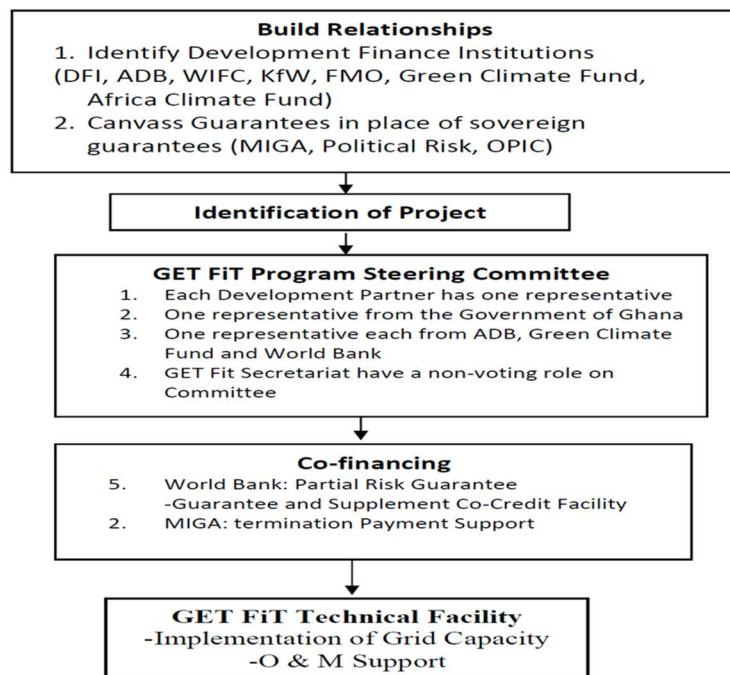 Build Relationships
1. Identify Development Finance Institutions
(DFI, ADB, WIFC, KfW, FMO, Green Climate Fund,
Africa Climate Fund)
2. Canvass Guarantees in place of sovereign
guarantees (MIGA, Political Risk, OPIC)
Identification of Project
GET FiT Program Steering Committee
1. Each Development Partner has one representative
2. One representative from the Government of Ghana
3. One representative each from ADB, Green Climate
Fund and World Bank
4. GET Fit Secretariat have a non-voting role on
Committee
Co-financing
5. World Bank: Partial Risk Guarantee
-Guarantee and Supplement Co-Credit Facility
2. MIGA: termination Payment Support
GET FiT Technical Facility
-Implementation of Grid Capacity
-O & M Support